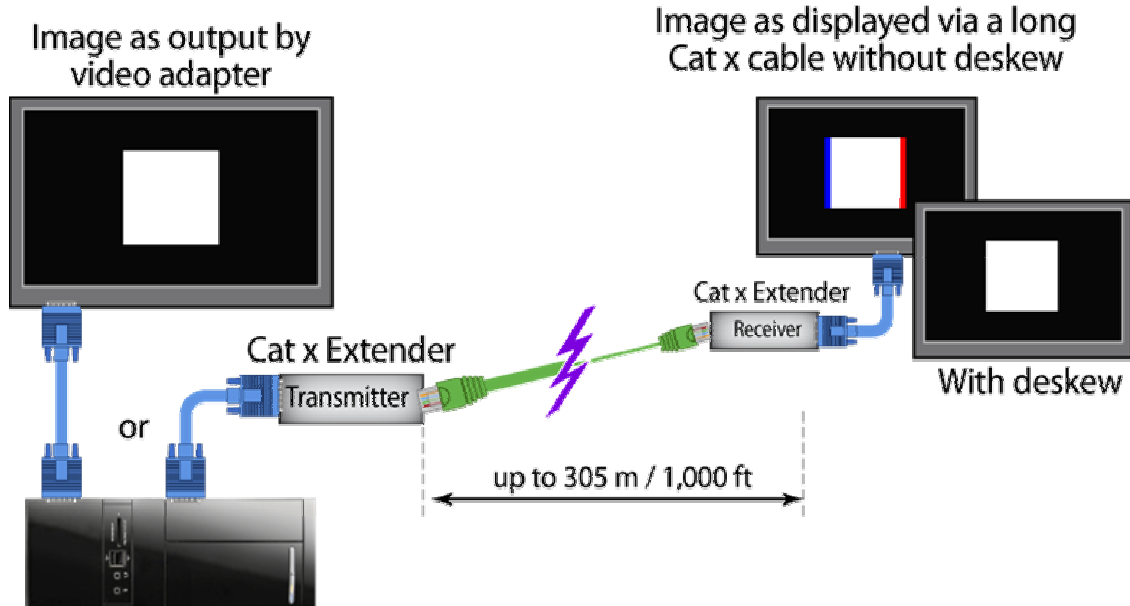 Image as output by
video adapter
Image as displayed via a long
Cat x cable without deskew
Cat x Extender
Receiver
With deskew
Cat x Extender
Transmitter
or
up to 305 m / 1,000 ft